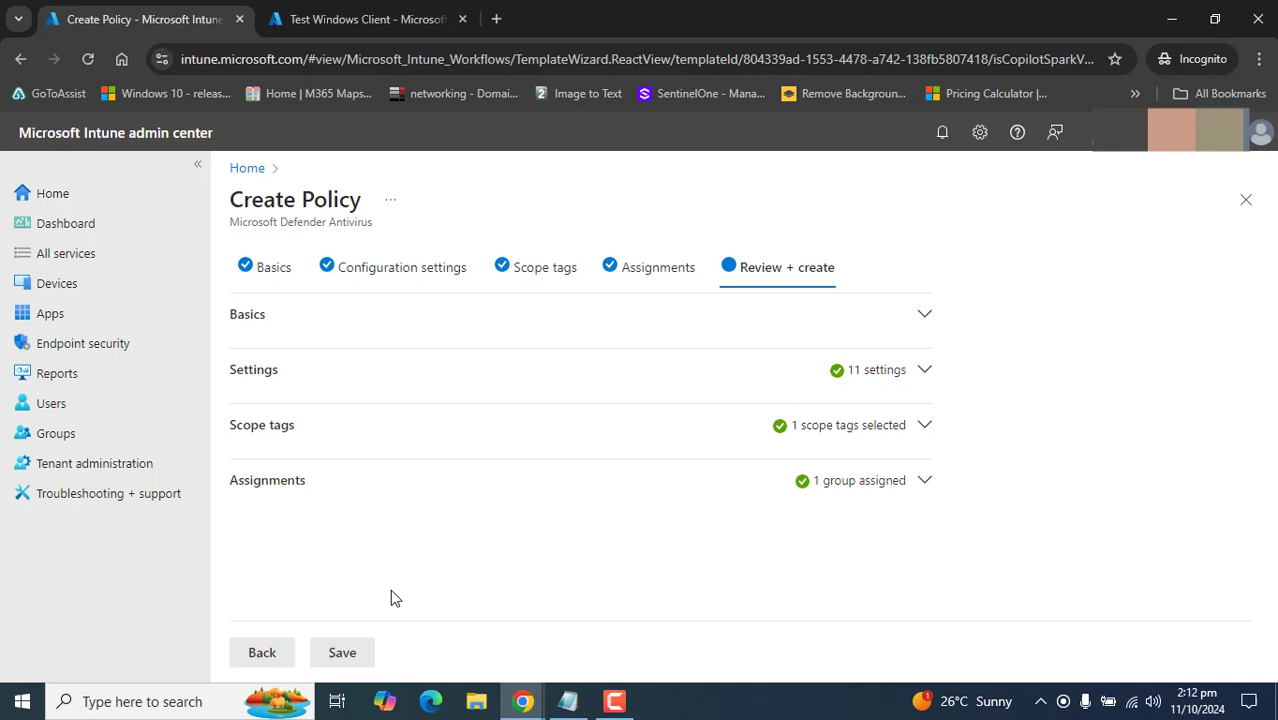 Create Policy - Microsoft Intune
Test Windows Client - Microsof
intune.microsoft.com/#view/Microsoft_Intune_Workflows/TemplateWizard.ReactView/templateId/804339ad-1553-4478-a742-138fb5807418/isCopilotSparkV...
Incognito
GoToAssist
Windows 10 - releas...
Home | M365 Maps...
networking - Domai...
Image to Text
SentinelOne - Mana...
Remove Backgroun...
Pricing Calculator |...
All Bookmarks
Microsoft Intune admin center
Home
Dashboard
All services
Devices
Apps
Endpoint security
Reports
Users
Groups
Tenant administration
Troubleshooting + support
Home
Create Policy ...
Microsoft Defender Antivirus
Basics
Configuration settings
Scope tags
Assignments
Review + create
Basics
Settings
11 settings
Scope tags
1 scope tags selected
Assignments
1 group assigned
Back
Save
Type here to search
1
26°C Sunny
2:12 pm
11/10/2024